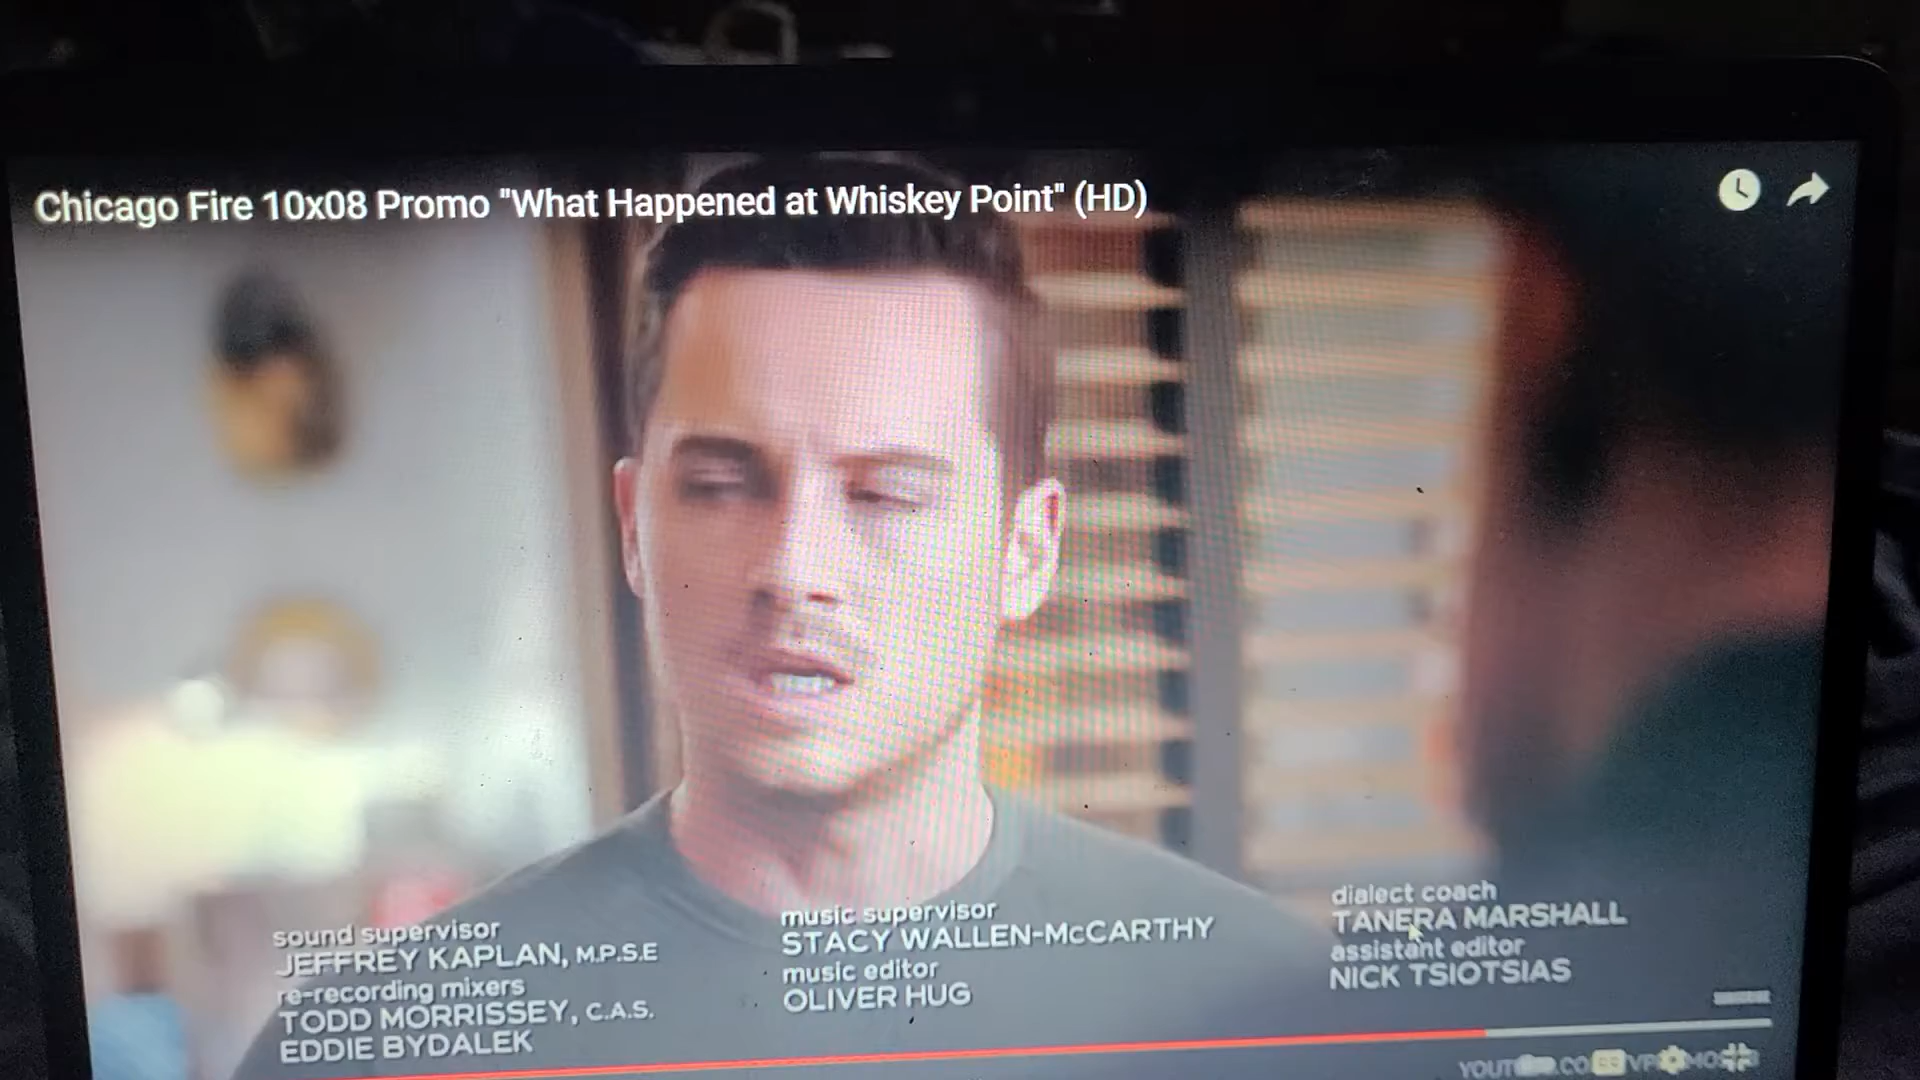 Chicago Fire 10x08 Promo "What Happened at Whiskey Point" (HD)
sound supervisor
JEFFREY KAPLAN, M.P.S.E
re-recording mixers
TODD MORRISSEY, C.A.S.
EDDIE BYDALEK
music supervisor
STACY WALLEN-McCARTHY
music editor
OLIVER HUG
dialect coach
TANERA MARSHALL
assistant editor
NICK TSIOTSIAS